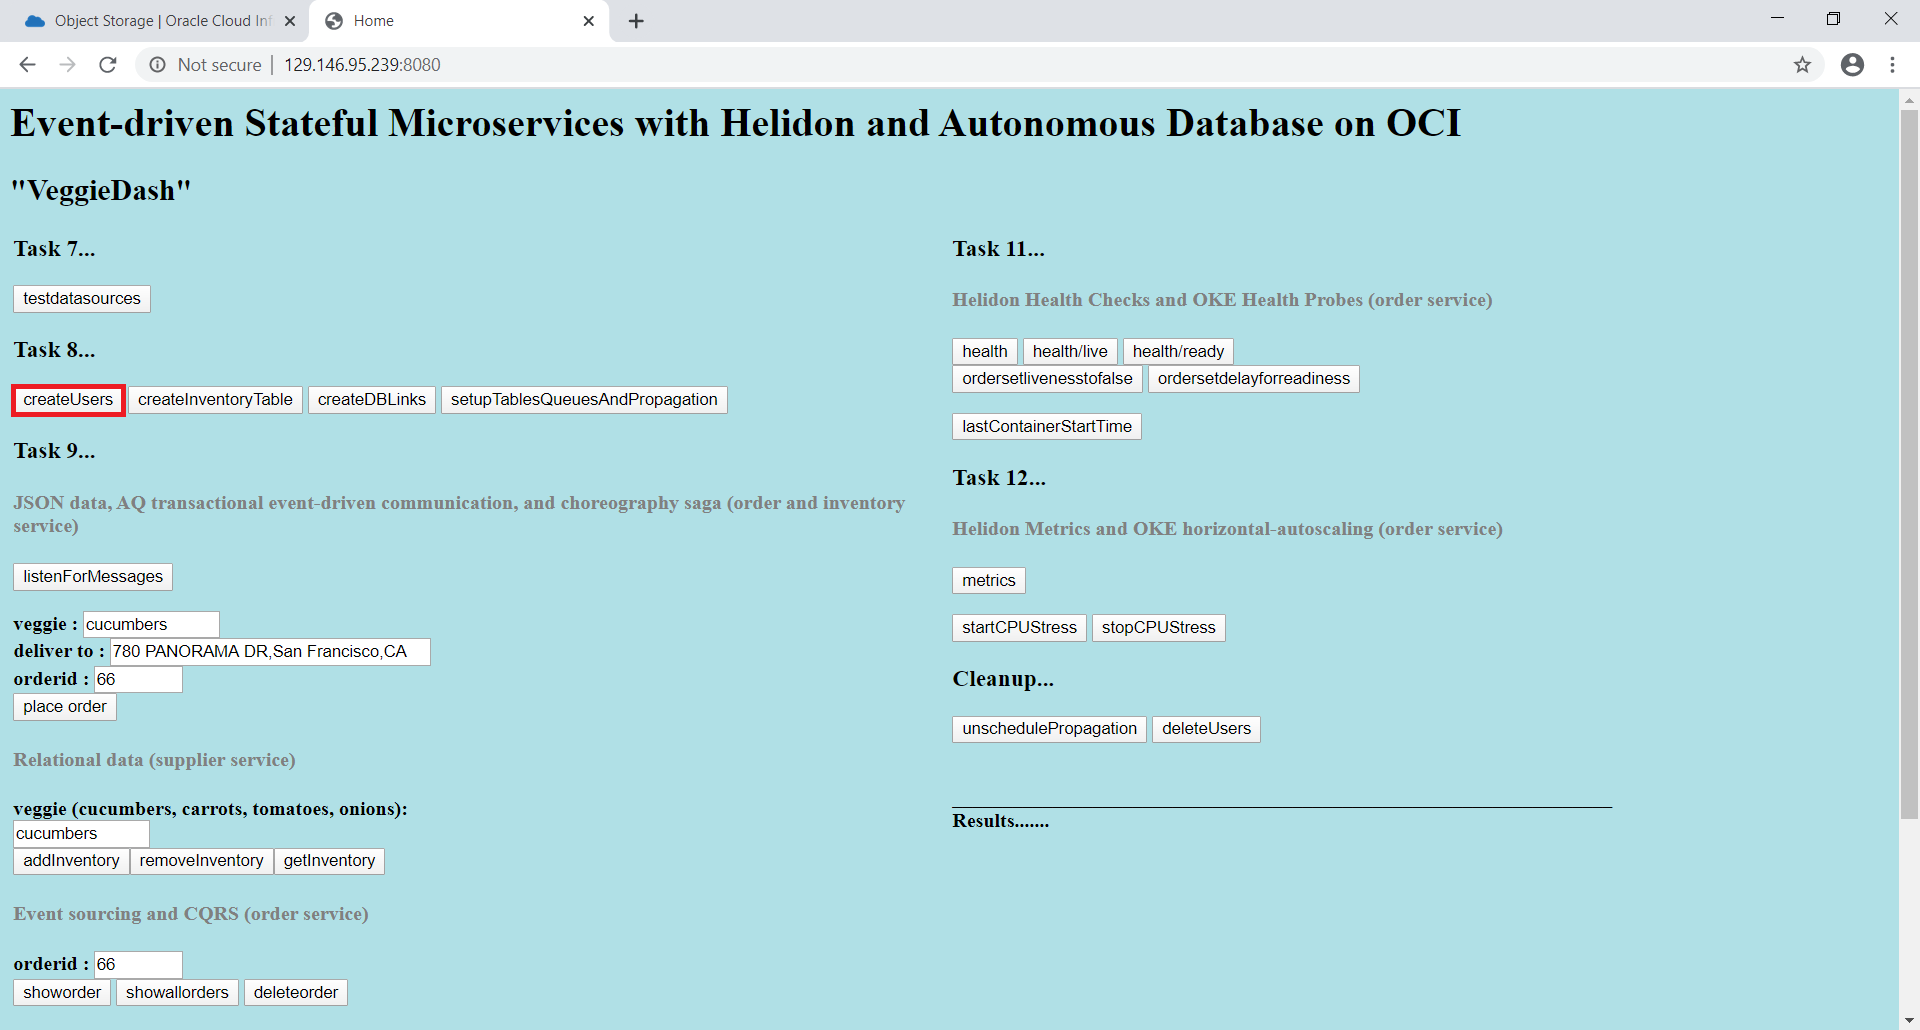 Object Storage | Oracle Cloud Inf
Home
Not secure
129.146.95.239:8080
Event-driven Stateful Microservices with Helidon and Autonomous Database on OCI
"VeggieDash"
Task 7...
testdatasources
Task 8...
createUsers createInventoryTable createDBLinks setupTablesQueuesAndPropagation
Task 9...
JSON data, AQ transactional event-driven communication, and choreography saga (order and inventory
service)
listenForMessages
veggie : cucumbers
deliver to : 780 PANORAMA DR,San Francisco,CA
orderid : 66
place order
Relational data (supplier service)
veggie (cucumbers, carrots, tomatoes, onions):
cucumbers
addInventory removeInventory getInventory
Event sourcing and CQRS (order service)
orderid : 66
showorder showallorders deleteorder
Task 11...
Helidon Health Checks and OKE Health Probes (order service)
health health/live health/ready
ordersetlivenesstofalse ordersetdelayforreadiness
lastContainerStartTime
Task 12...
Helidon Metrics and OKE horizontal-autoscaling (order service)
metrics
startCPUStress stopCPUStress
Cleanup...
unschedulePropagation deleteUsers
Results.......